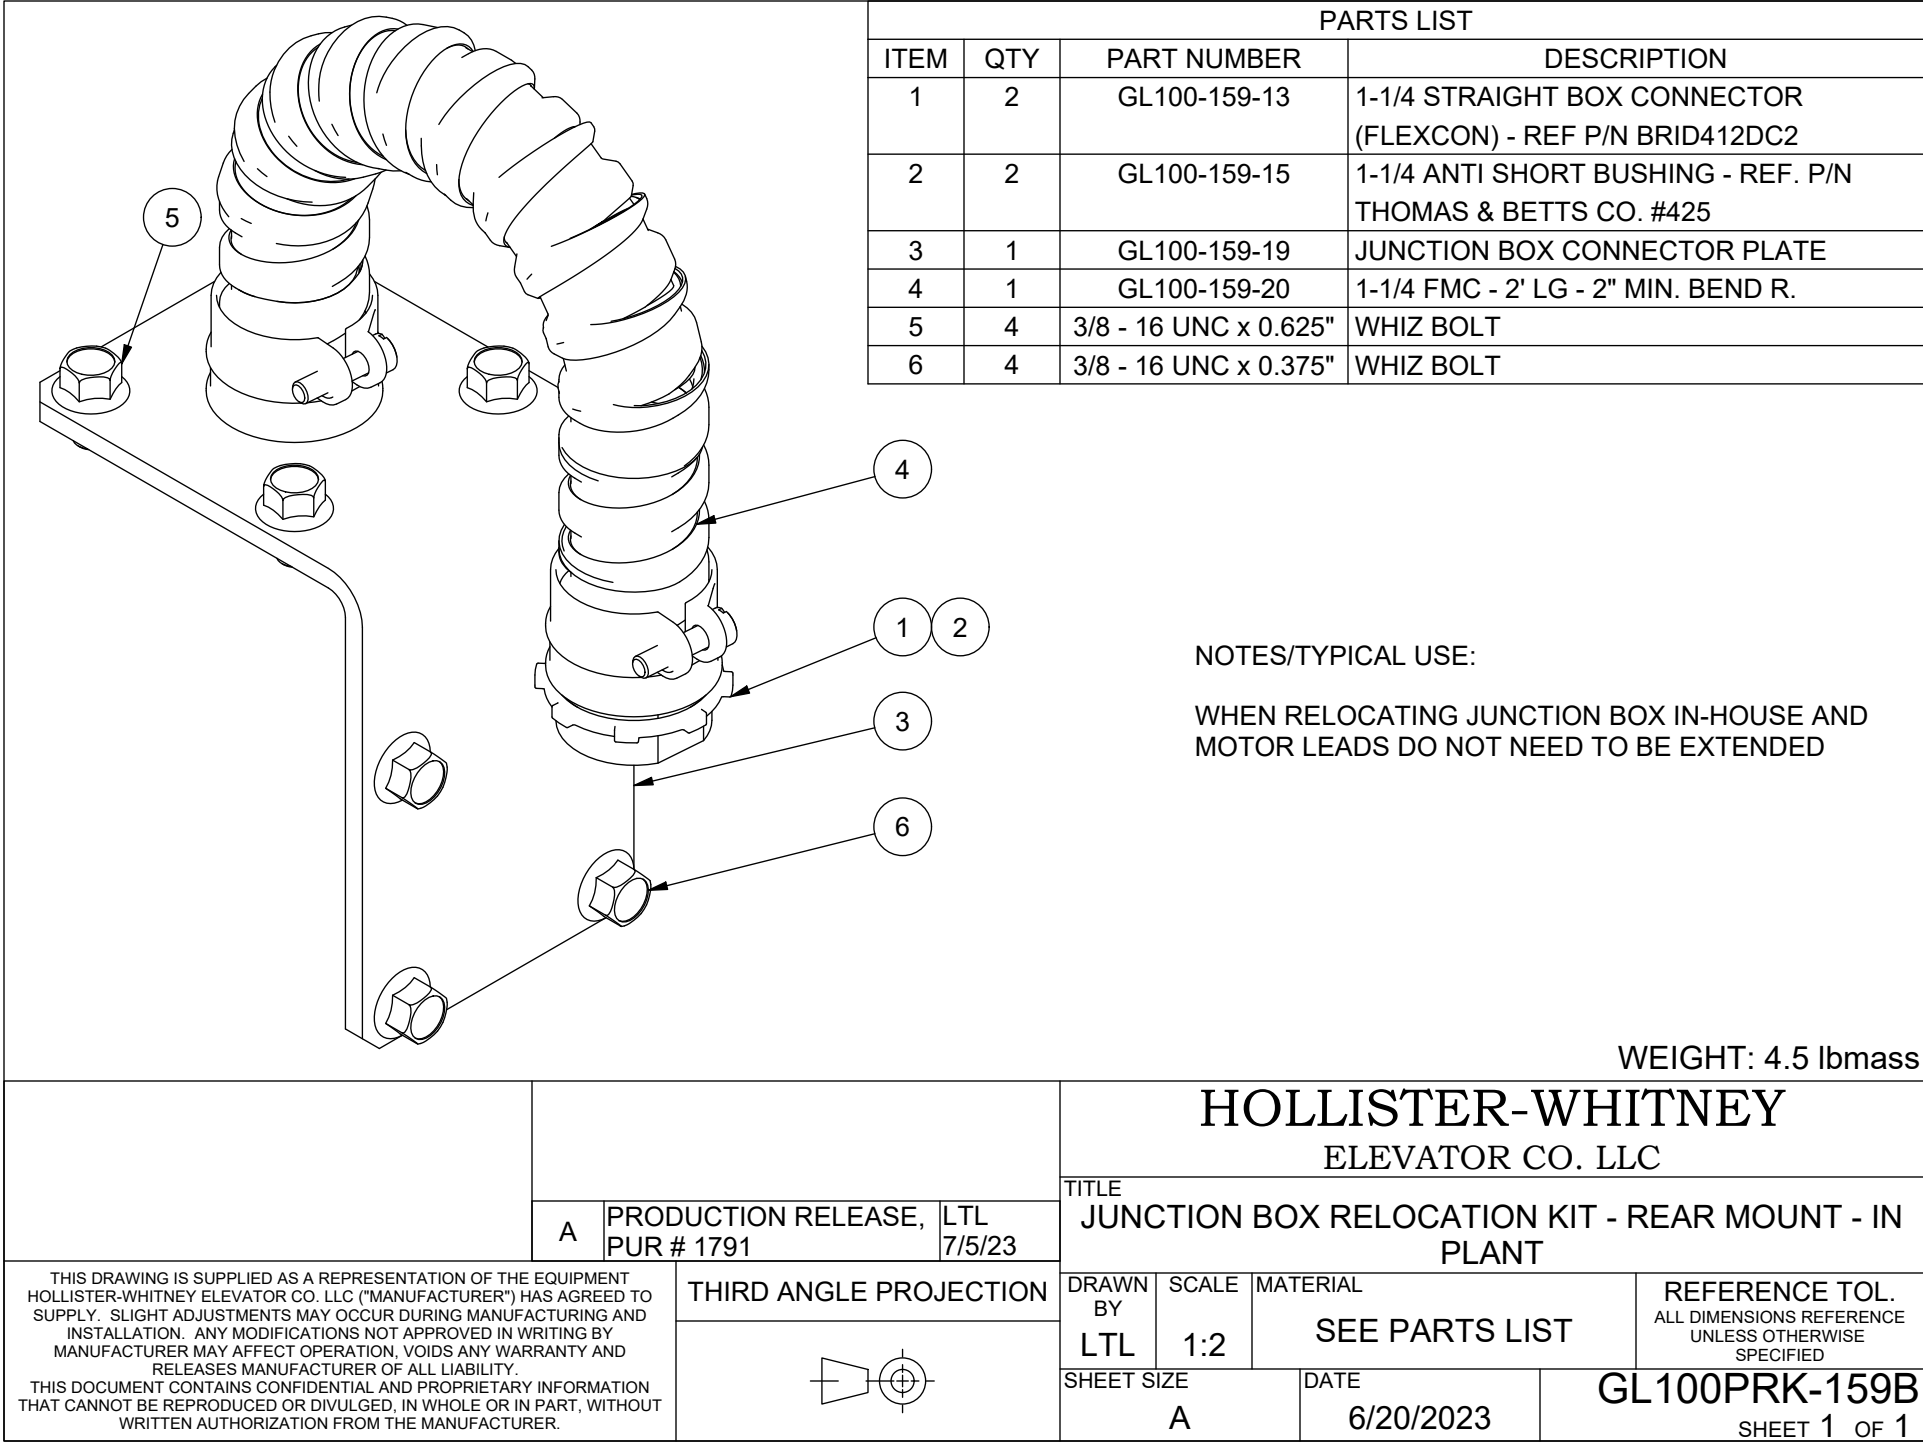 PARTS LIST
ITEM QTY PART NUMBER DESCRIPTION
1 2 GL100-159-13 1-1/4 STRAIGHT BOX CONNECTOR
(FLEXCON) - REF P/N BRID412DC2
2 2 GL100-159-15 1-1/4 ANTI SHORT BUSHING - REF. P/N
THOMAS & BETTS CO. #425
3 1 GL100-159-19 JUNCTION BOX CONNECTOR PLATE
4 1 GL100-159-20 1-1/4 FMC - 2' LG - 2" MIN. BEND R.
5 4 3/8 - 16 UNC x 0.625" WHIZ BOLT
6 4 3/8 - 16 UNC x 0.375" WHIZ BOLT
5
4
1 2
3
6
NOTES/TYPICAL USE:
WHEN RELOCATING JUNCTION BOX IN-HOUSE AND
MOTOR LEADS DO NOT NEED TO BE EXTENDED
WEIGHT: 4.5 lbmass
HOLLISTER-WHITNEY
ELEVATOR CO. LLC
TITLE
JUNCTION BOX RELOCATION KIT - REAR MOUNT - IN
PLANT
A PRODUCTION RELEASE, LTL
PUR # 1791 7/5/23
THIS DRAWING IS SUPPLIED AS A REPRESENTATION OF THE EQUIPMENT
HOLLISTER-WHITNEY ELEVATOR CO. LLC ("MANUFACTURER") HAS AGREED TO
SUPPLY. SLIGHT ADJUSTMENTS MAY OCCUR DURING MANUFACTURING AND
INSTALLATION. ANY MODIFICATIONS NOT APPROVED IN WRITING BY
MANUFACTURER MAY AFFECT OPERATION, VOIDS ANY WARRANTY AND
RELEASES MANUFACTURER OF ALL LIABILITY.
THIS DOCUMENT CONTAINS CONFIDENTIAL AND PROPRIETARY INFORMATION
THAT CANNOT BE REPRODUCED OR DIVULGED, IN WHOLE OR IN PART, WITHOUT
WRITTEN AUTHORIZATION FROM THE MANUFACTURER.
THIRD ANGLE PROJECTION
DRAWN
BY
LTL
SCALE
1:2
MATERIAL
SEE PARTS LIST
REFERENCE TOL.
ALL DIMENSIONS REFERENCE
UNLESS OTHERWISE
SPECIFIED
SHEET SIZE
A
DATE
6/20/2023
GL100PRK-159B
SHEET 1 OF 1